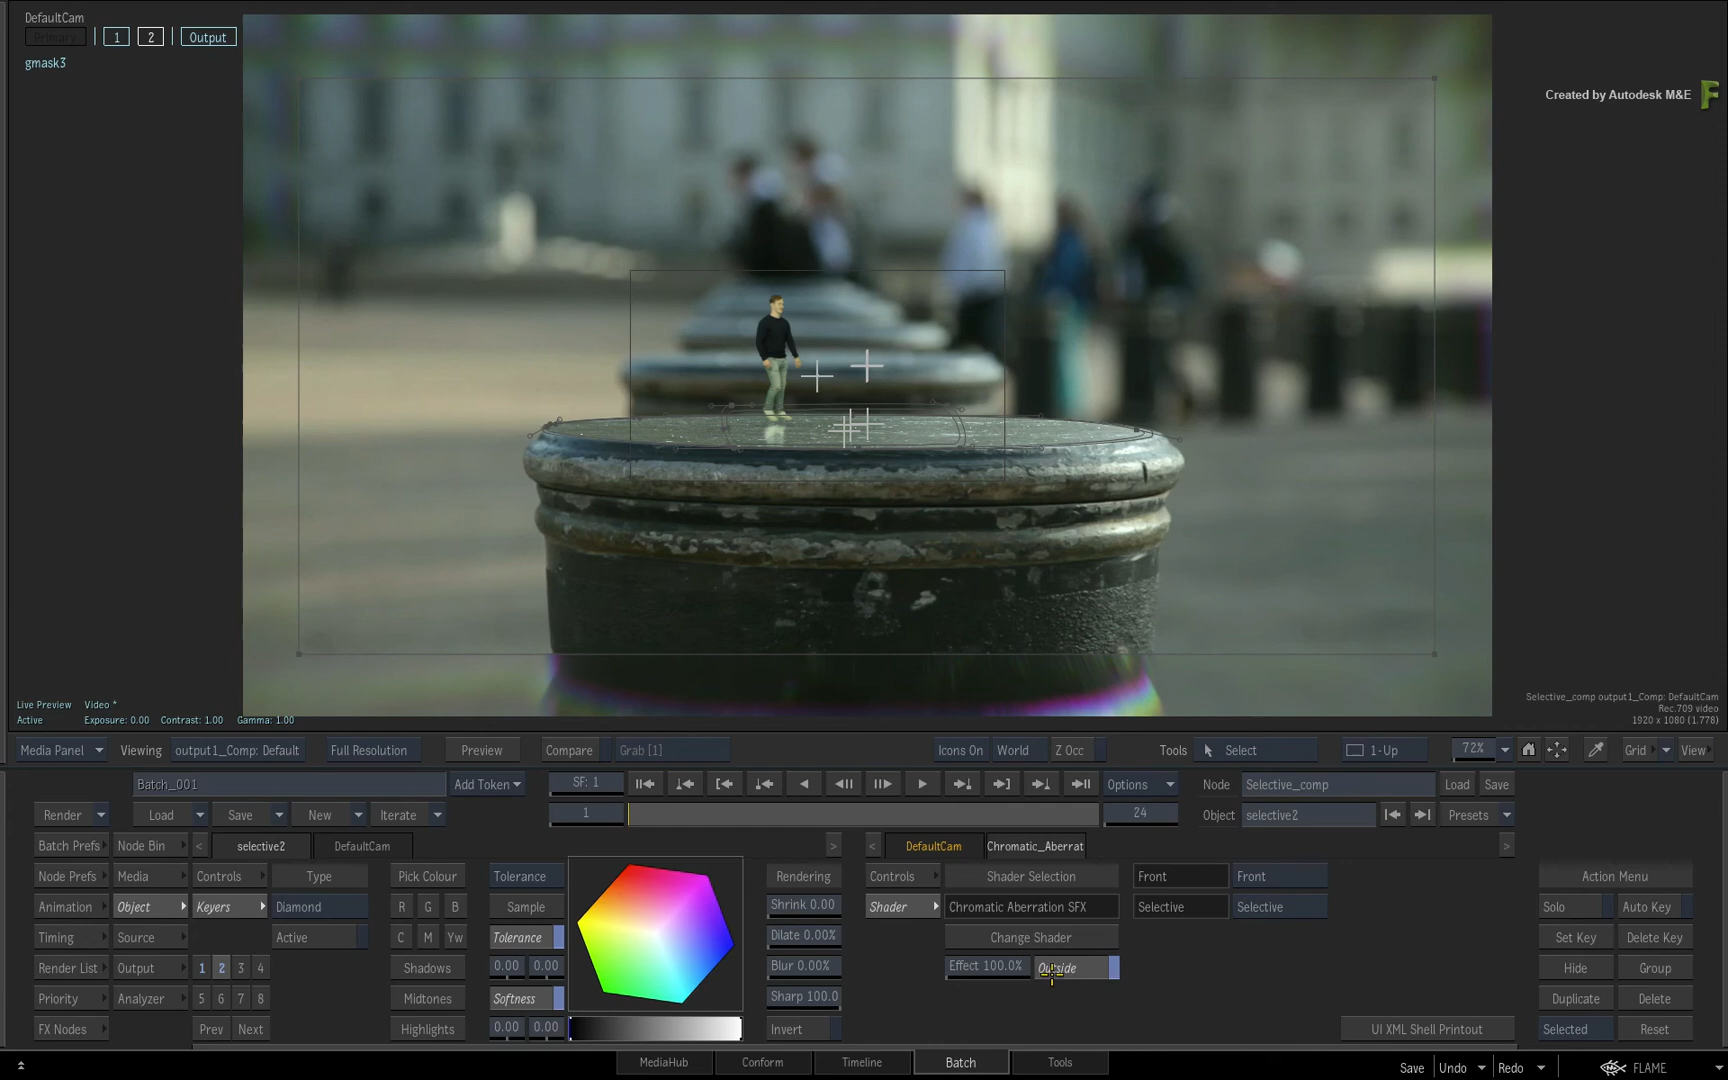 DefaultCam
Primary 1 2 Output
gmask3
Created by Autodesk M&E
Live Preview Video *
Active Exposure: 0.00 Contrast: 1.00 Gamma: 1.00
Selective_comp output1_Comp: DefaultCam
Rec.709 video
1920 x 1080 (1.778)
Media Panel Viewing output1_Comp: Default Full Resolution Preview Compare Grab [1] Icons On World Z Occ Tools Select 1-Up 72% Grid View
Batch_001 Add Token SF: 1 Options Node Selective_comp Load Save
Render Load Save New Iterate 1 24 Object selective2 Presets
Batch Prefs Node Bin < selective2 DefaultCam > < DefaultCam Chromatic_Aberrat >
Node Prefs Media Controls Type Pick Colour Tolerance Rendering Controls Shader Selection Front Front Action Menu
Animation Object Keyers Diamond R G B Sample Shrink 0.00 Shader Chromatic Aberration SFX Selective Selective Solo Auto Key
Timing Source Active C M Yw Tolerance Dilate 0.00% Change Shader Set Key Delete Key
Render List Output 1 2 3 4 Shadows 0.00 0.00 Blur 0.00% Effect 100.0% Outside Hide Group
Priority Analyzer 5 6 7 8 Midtones Softness Sharp 100.0 Duplicate Delete
FX Nodes Prev Next Highlights 0.00 0.00 Invert UI XML Shell Printout Selected Reset
MediaHub Conform Timeline Batch Tools Save Undo Redo FLAME